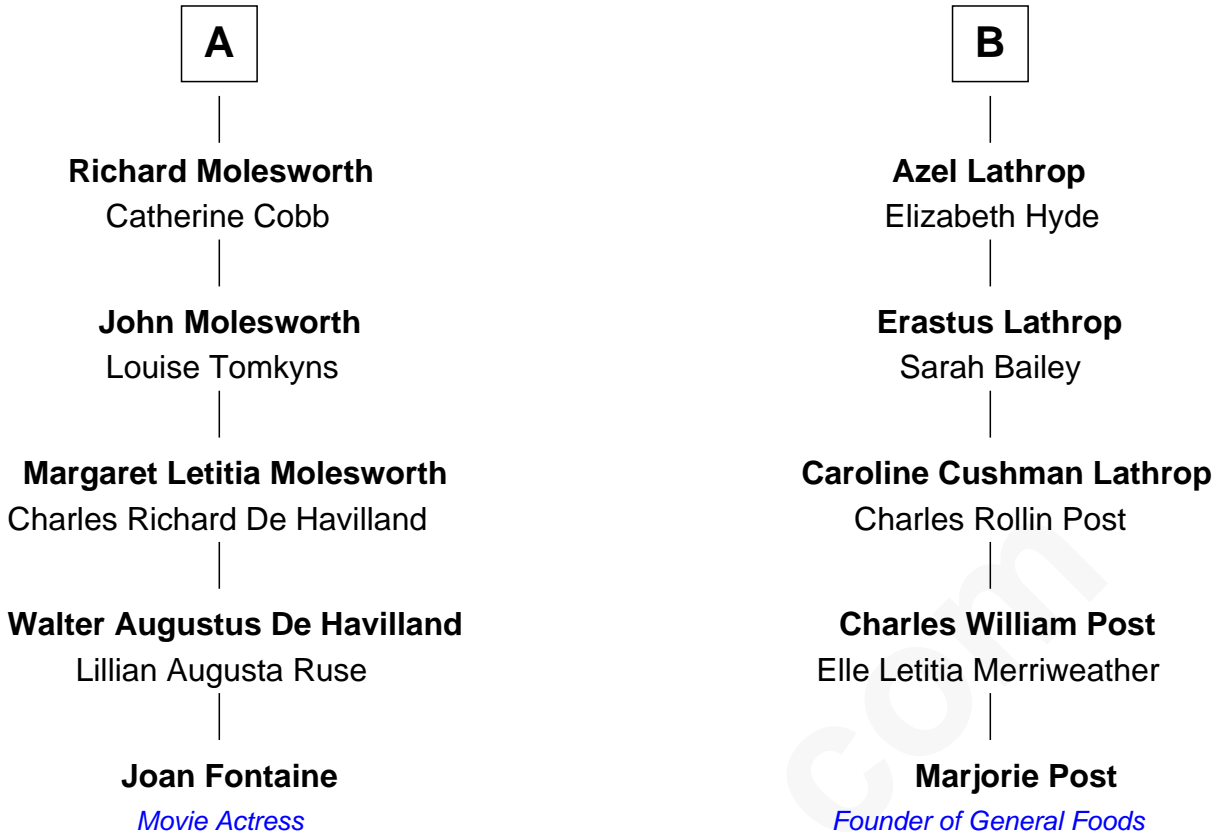 A
Richard Molesworth
Catherine Cobb
John Molesworth
Louise Tomkyns
Margaret Letitia Molesworth
Charles Richard De Havilland
Walter Augustus De Havilland
Lillian Augusta Ruse
Joan Fontaine
Movie Actress
B
Azel Lathrop
Elizabeth Hyde
Erastus Lathrop
Sarah Bailey
Caroline Cushman Lathrop
Charles Rollin Post
Charles William Post
Elle Letitia Merriweather
Marjorie Post
Founder of General Foods
com